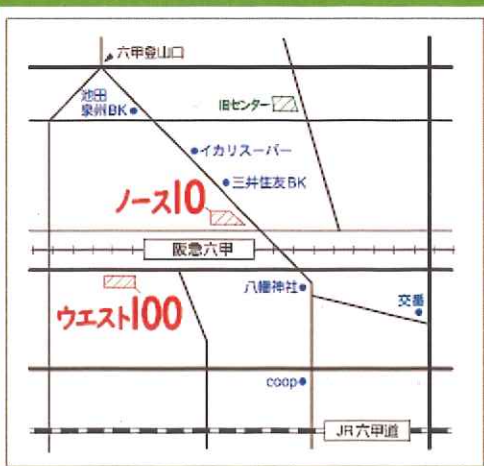 六甲登山口
池田
泉州BK
旧センター
イカリスーパー
三井住友BK
ノース10
阪急六甲
ウエスト100
八幡神社
交番
coop
JR六甲道